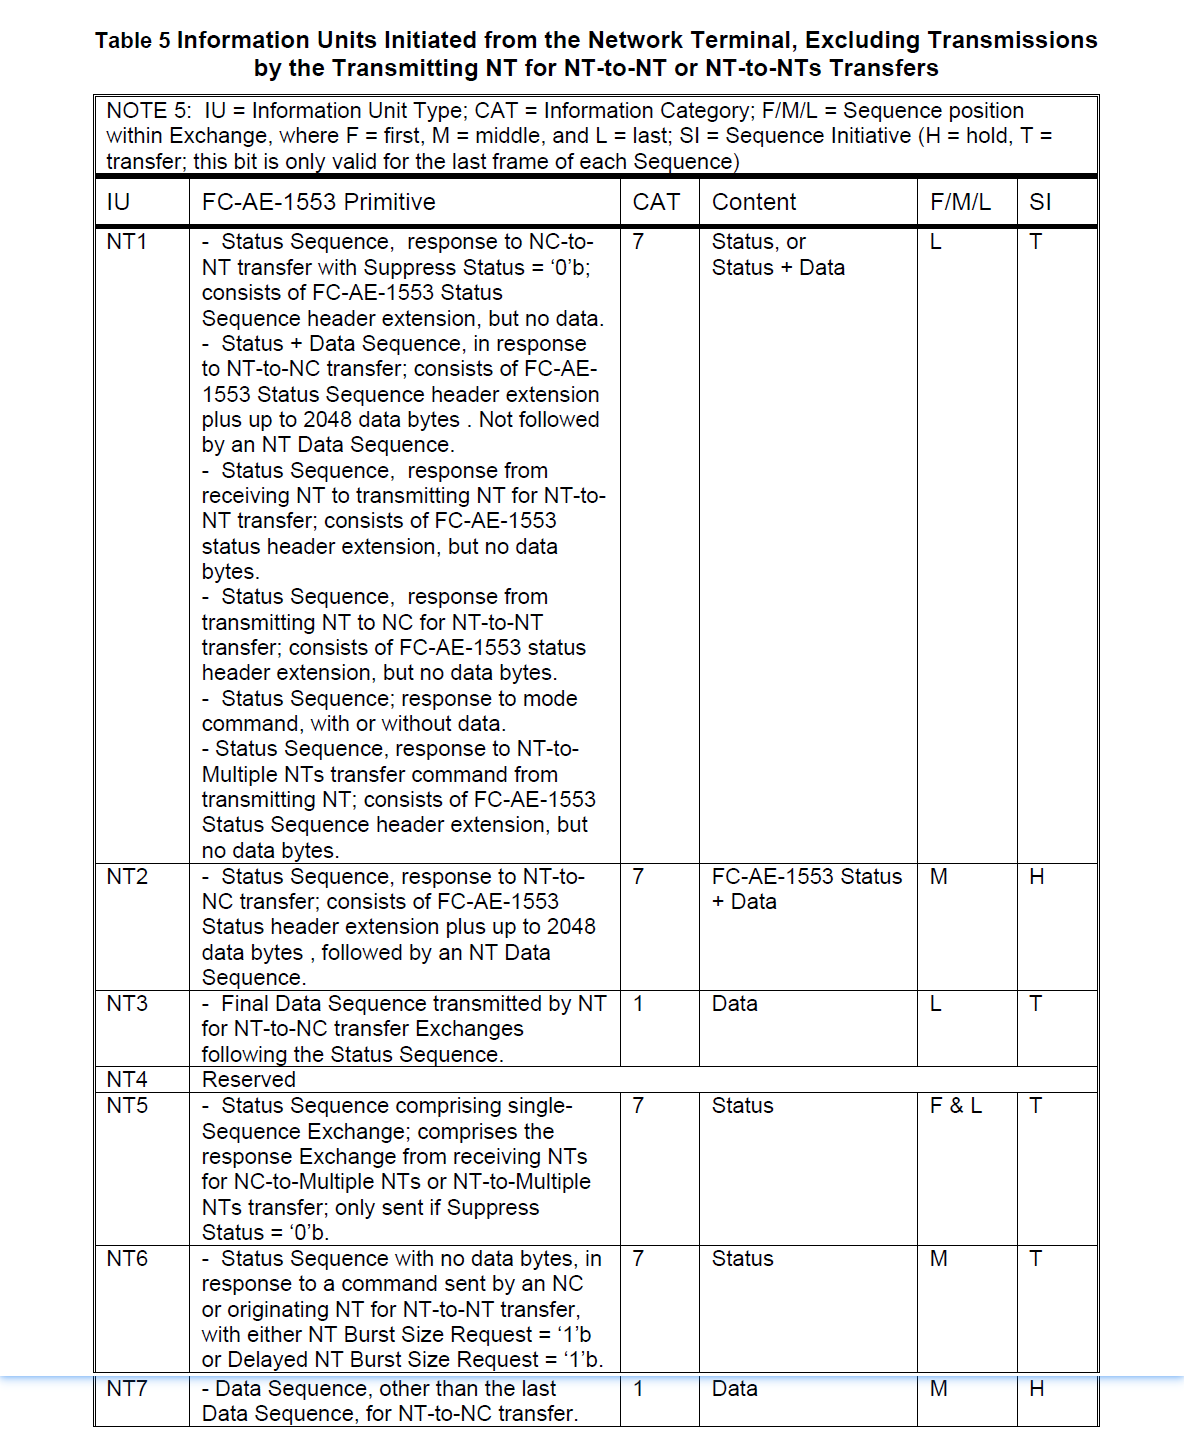 Table 5 Information Units Initiated from the Network Terminal, Excluding Transmissions
by the Transmitting NT for NT-to-NT or NT-to-NTs Transfers
NOTE 5:  IU = Information Unit Type; CAT = Information Category; F/M/L = Sequence position
within Exchange, where F = first, M = middle, and L = last; SI = Sequence Initiative (H = hold, T =
transfer; this bit is only valid for the last frame of each Sequence)
IU FC-AE-1553 Primitive CAT Content F/M/L SI
NT1 -  Status Sequence,  response to NC-to- 7 Status, or L T
NT transfer with Suppress Status = ‘0’b; Status + Data
consists of FC-AE-1553 Status
Sequence header extension, but no data.
-  Status + Data Sequence, in response
to NT-to-NC transfer; consists of FC-AE-
1553 Status Sequence header extension
plus up to 2048 data bytes . Not followed
by an NT Data Sequence.
-  Status Sequence,  response from
receiving NT to transmitting NT for NT-to-
NT transfer; consists of FC-AE-1553
status header extension, but no data
bytes.
-  Status Sequence,  response from
transmitting NT to NC for NT-to-NT
transfer; consists of FC-AE-1553 status
header extension, but no data bytes.
-  Status Sequence; response to mode
command, with or without data.
- Status Sequence, response to NT-to-
Multiple NTs transfer command from
transmitting NT; consists of FC-AE-1553
Status Sequence header extension, but
no data bytes.
NT2 -  Status Sequence, response to NT-to- 7 FC-AE-1553 Status M H
NC transfer; consists of FC-AE-1553 + Data
Status header extension plus up to 2048
data bytes , followed by an NT Data
Sequence.
NT3 -  Final Data Sequence transmitted by NT 1 Data L T
for NT-to-NC transfer Exchanges
following the Status Sequence.
NT4 Reserved
NT5 -  Status Sequence comprising single- 7 Status F & L T
Sequence Exchange; comprises the
response Exchange from receiving NTs
for NC-to-Multiple NTs or NT-to-Multiple
NTs transfer; only sent if Suppress
Status = ‘0’b.
NT6 -  Status Sequence with no data bytes, in 7 Status M T
response to a command sent by an NC
or originating NT for NT-to-NT transfer,
with either NT Burst Size Request = ‘1’b
or Delayed NT Burst Size Request = ‘1’b.
NT7 - Data Sequence, other than the last 1 Data M H
Data Sequence, for NT-to-NC transfer.